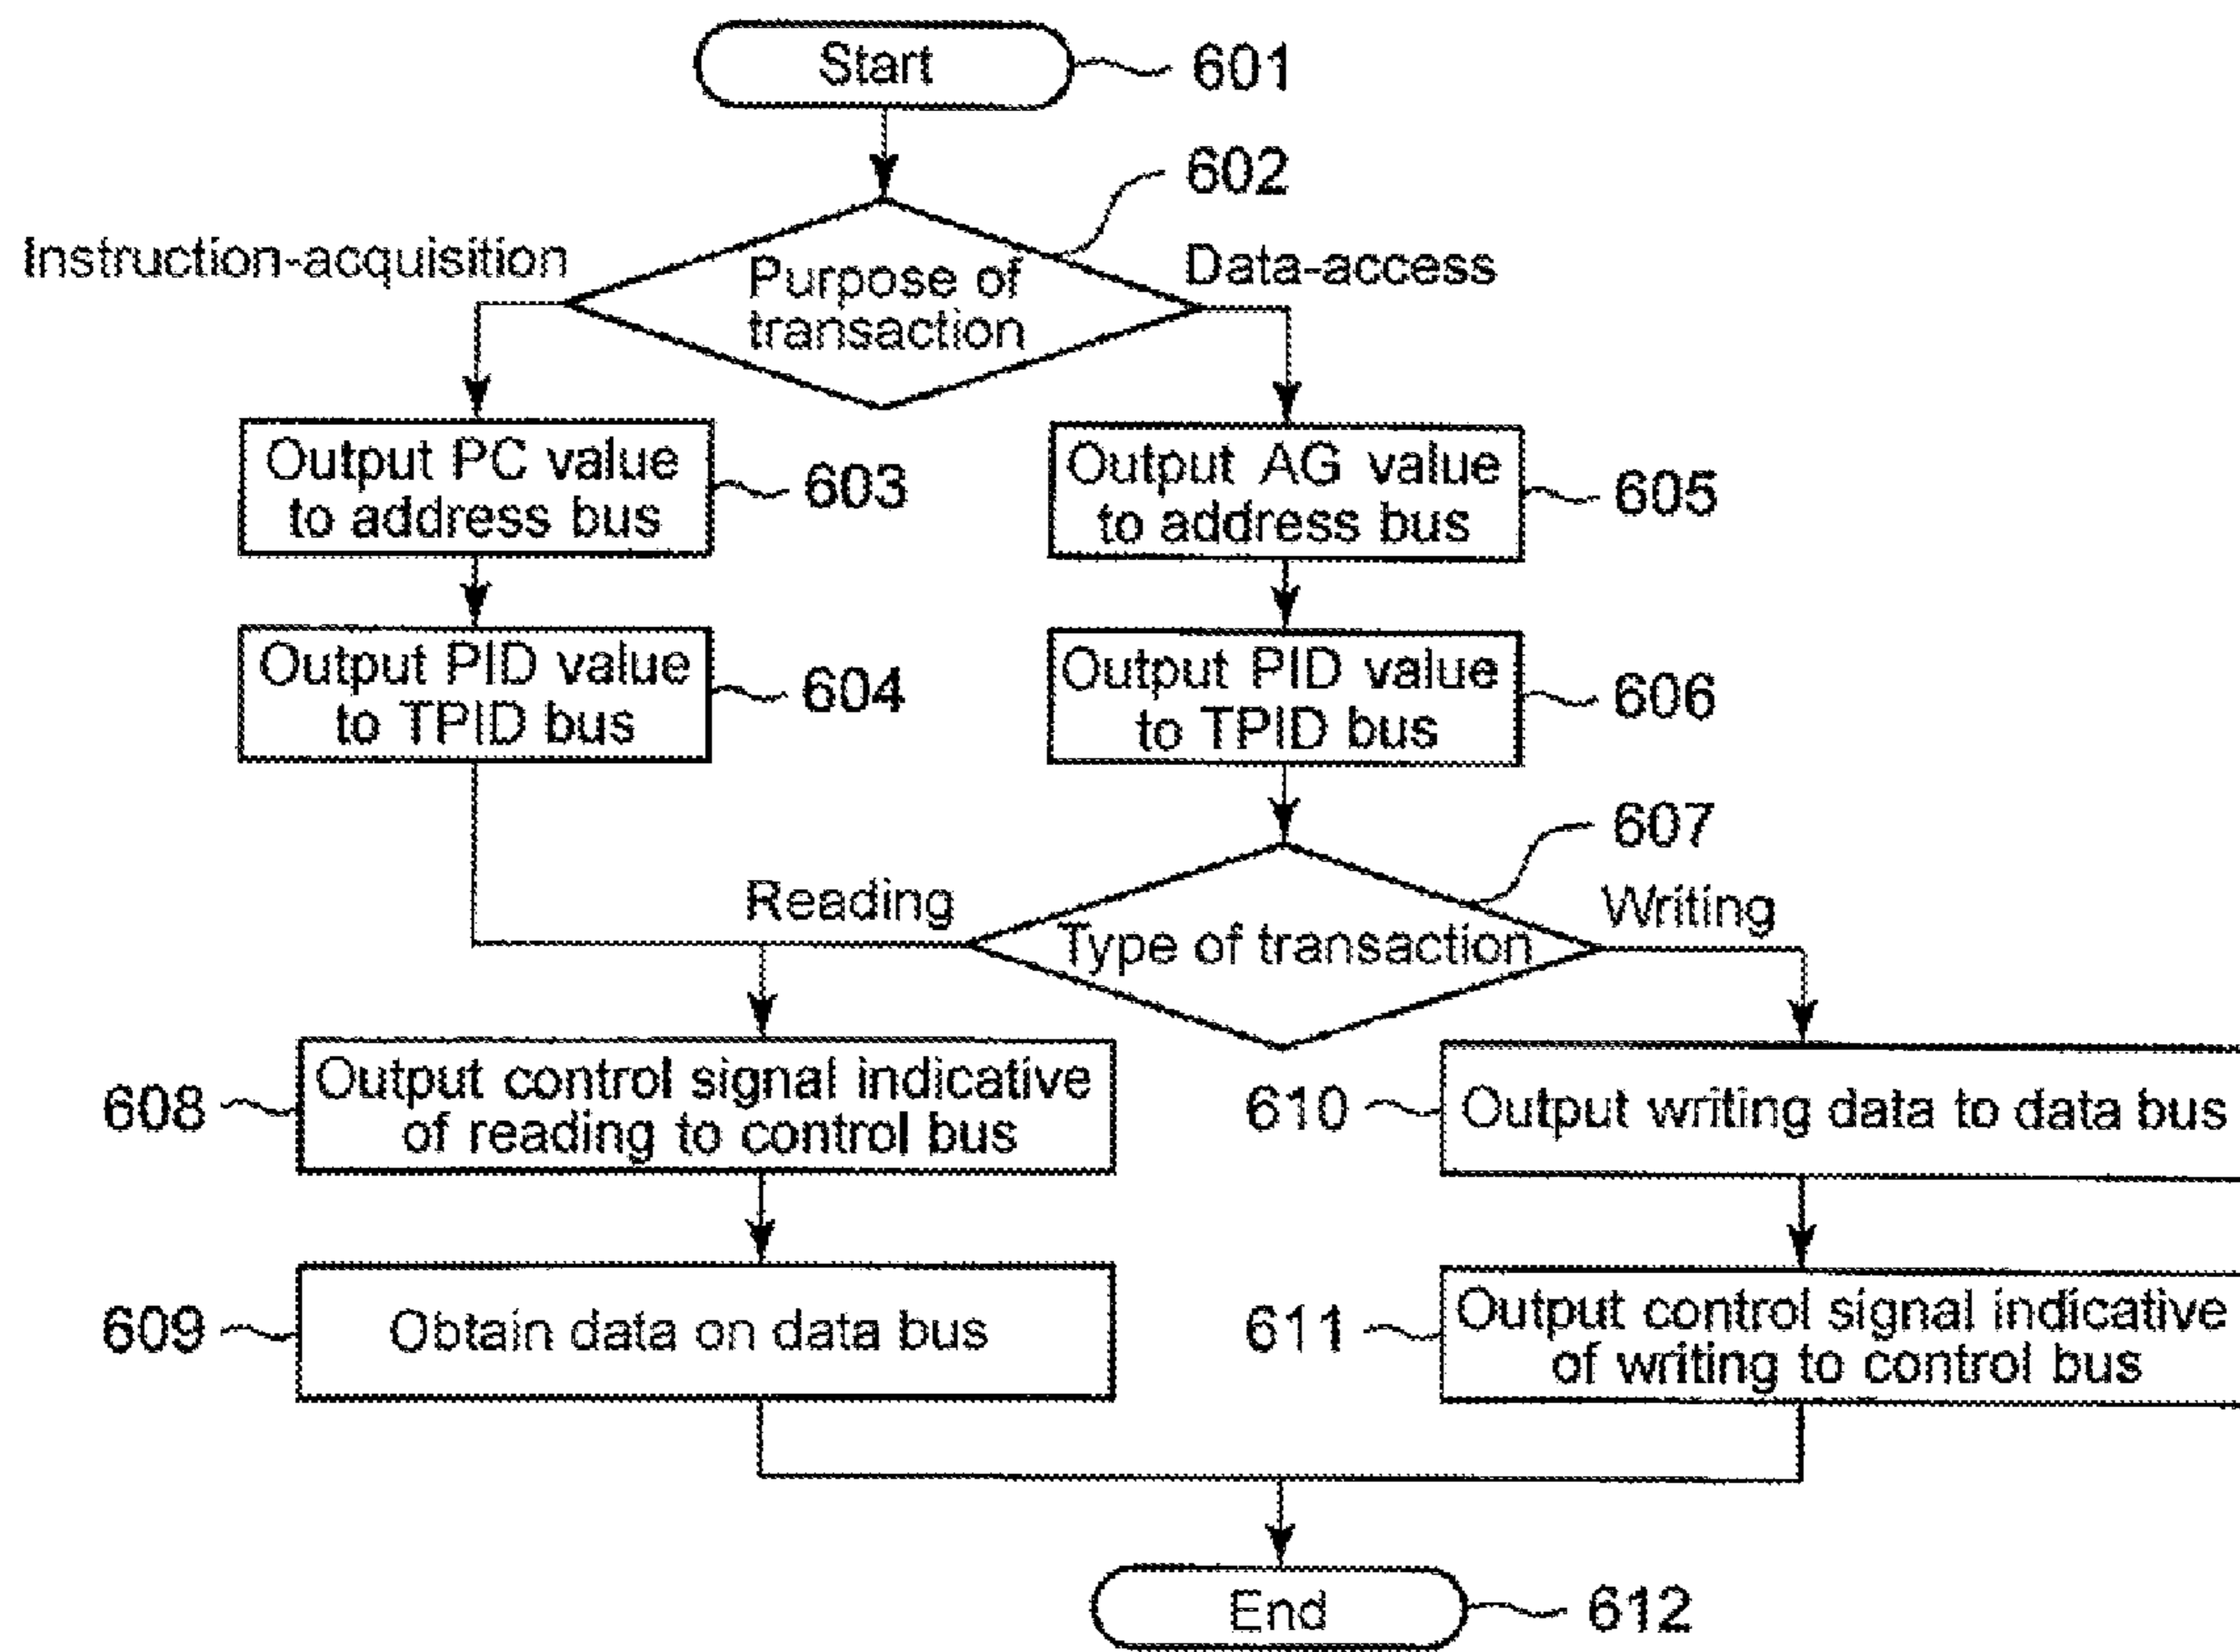 Start
601
602
Instruction-acquisition
Data-access
Purpose of
transaction
Output PC value
to address bus
603
Output AG value
to address bus
605
Output PID value
to TPID bus
604
Output PID value
to TPID bus
606
607
Reading
Writing
Type of transaction
608
Output control signal indicative
of reading to control bus
610
Output writing data to data bus
609
Obtain data on data bus
611
Output control signal indicative
of writing to control bus
End
612